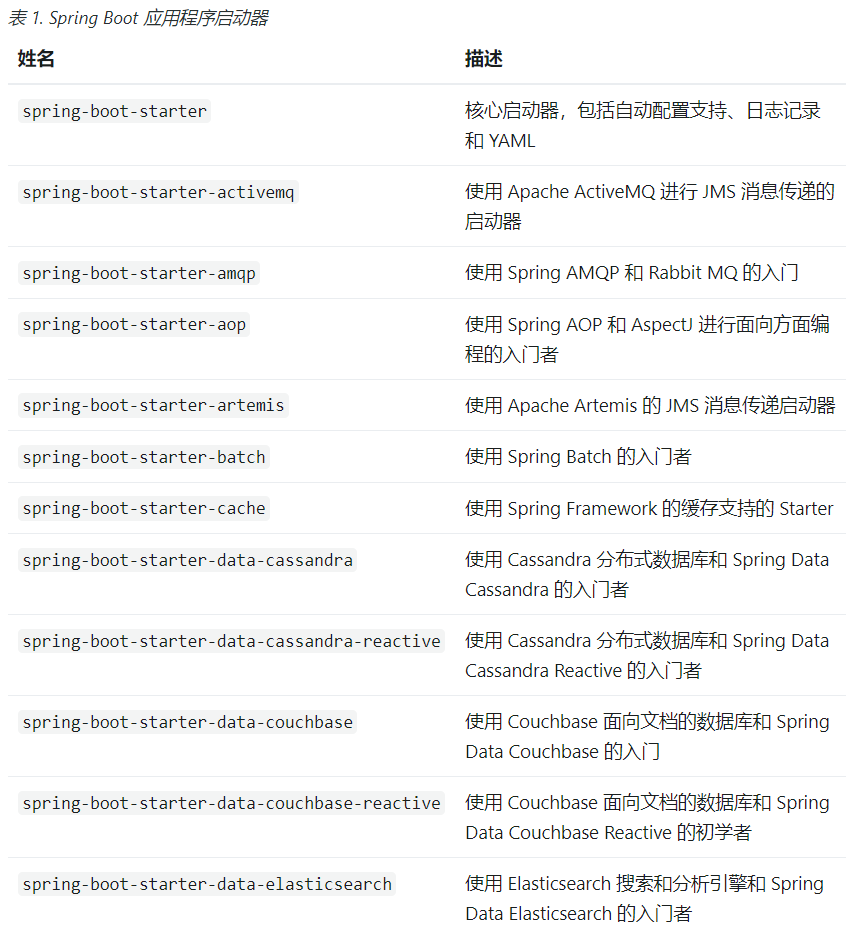 表 1. Spring Boot 应用程序启动器
姓名 描述
spring-boot-starter 核心启动器，包括自动配置支持、日志记录
和 YAML
spring-boot-starter-activemq 使用 Apache ActiveMQ 进行 JMS 消息传递的
启动器
spring-boot-starter-amqp 使用 Spring AMQP 和 Rabbit MQ 的入门
spring-boot-starter-aop 使用 Spring AOP 和 AspectJ 进行面向方面编
程的入门者
spring-boot-starter-artemis 使用 Apache Artemis 的 JMS 消息传递启动器
spring-boot-starter-batch 使用 Spring Batch 的入门者
spring-boot-starter-cache 使用 Spring Framework 的缓存支持的 Starter
spring-boot-starter-data-cassandra 使用 Cassandra 分布式数据库和 Spring Data
Cassandra 的入门者
spring-boot-starter-data-cassandra-reactive 使用 Cassandra 分布式数据库和 Spring Data
Cassandra Reactive 的入门者
spring-boot-starter-data-couchbase 使用 Couchbase 面向文档的数据库和 Spring
Data Couchbase 的入门
spring-boot-starter-data-couchbase-reactive 使用 Couchbase 面向文档的数据库和 Spring
Data Couchbase Reactive 的初学者
spring-boot-starter-data-elasticsearch 使用 Elasticsearch 搜索和分析引擎和 Spring
Data Elasticsearch 的入门者